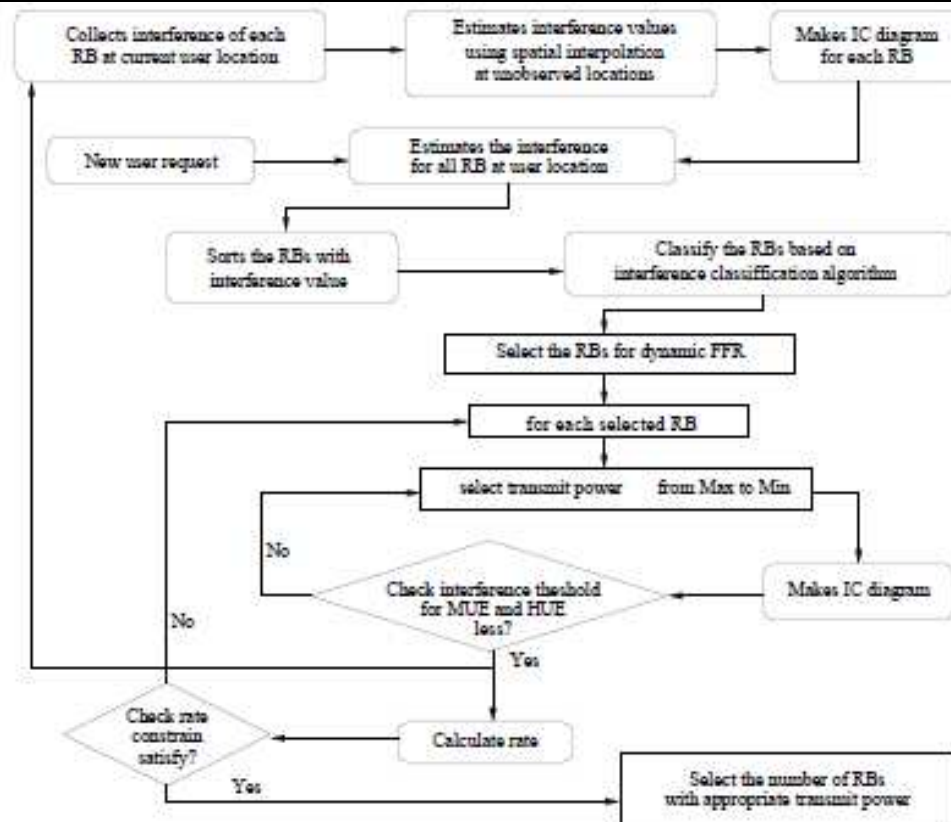 Collects interference of each
RB at current user location
Estimates interference values
using spatial interpolation
at unobserved locations
Makes IC diagram
for each RB
New user request
Estimates the interference
for all RB at user location
Sorts the RBs with
interference value
Classify the RBs based on
interference classiffication algorithm
Select the RBs for dynamic FFR
for each selected RB
select transmit power from Max to Min
No
Check interference theshold
for MUE and HUE
less?
Makes IC diagram
No
Yes
Check rate
constrain
satisfy?
Calculate rate
Yes
Select the number of RBs
with appropriate transmit power